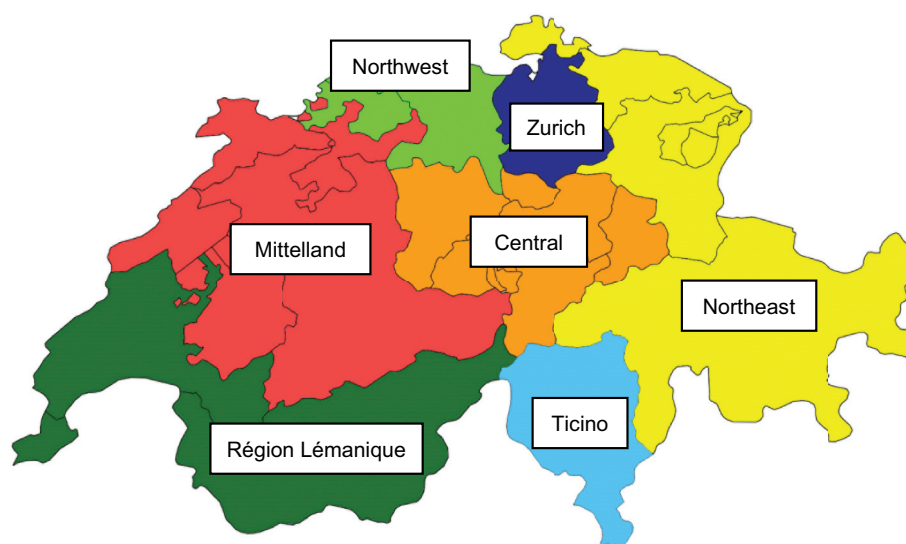 Northwest
Zurich
Mittelland
Central
Northeast
Ticino
Région Lémanique